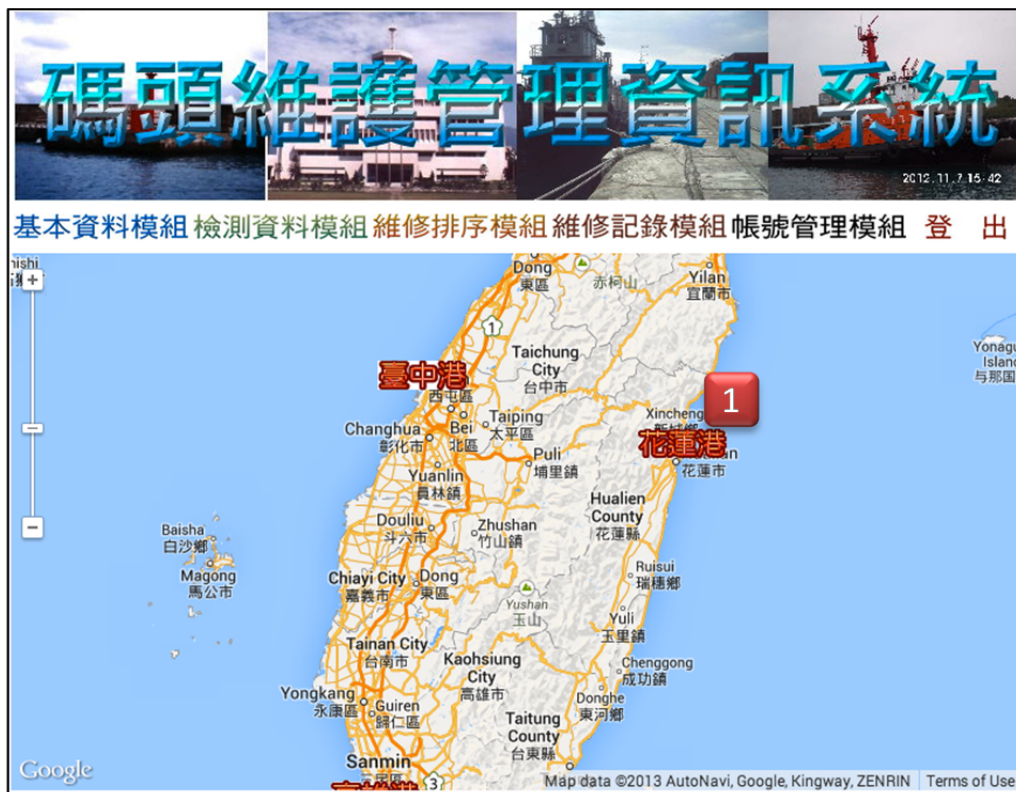 碼頭維護管理資訊系統
2012.11.7.15:42
基本資料模組 檢測資料模組 維修排序模組 維修記錄模組 帳號管理模組 登 出
+
Dong
東區
赤柯山
Yilan
宜蘭市
1
Taichung
City
台中市
臺中港
西屯區
1
Xincheng
花蓮港
花蓮市
Changhua
彰化市
Bei
北區
Taiping
太平區
Puli
埔里鎮
Yuanlin
員林鎮
Hualien
County
花蓮縣
Douliu
斗六市
Zhushan
竹山鎮
Baisha
白沙鄉
Magong
馬公市
Ruisui
瑞穗鄉
Chiayi City
嘉義市
Dong
東區
Yushan
玉山
Yuli
玉里鎮
Tainan City
台南市
Kaohsiung
City
高雄市
Chenggong
成功鎮
Yongkang
永康區
Guiren
歸仁區
Donghe
東河鄉
Taitung
County
台東縣
Sanmin
3
Island
Google
Map data ©2013 AutoNavi, Google, Kingway, ZENRIN
Terms of Use